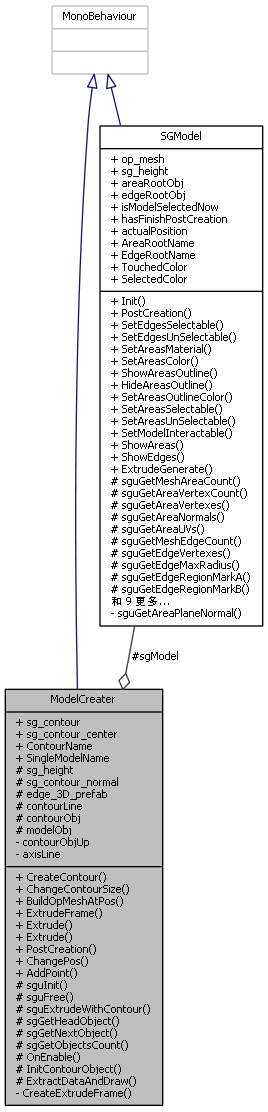 MonoBehaviour
SGModel
+ op_mesh
+ sg_height
+ areaRootObj
+ edgeRootObj
+ isModelSelectedNow
+ hasFinishPostCreation
+ actualPosition
+ AreaRootName
+ EdgeRootName
+ TouchedColor
+ SelectedColor
+ Init()
+ PostCreation()
+ SetEdgesSelectable()
+ SetEdgesUnSelectable()
+ SetAreasMaterial()
+ SetAreasColor()
+ ShowAreasOutline()
+ HideAreasOutline()
+ SetAreasOutlineColor()
+ SetAreasSelectable()
+ SetAreasUnSelectable()
+ SetModelInteractable()
+ ShowAreas()
+ ShowEdges()
+ ExtrudeGenerate()
# sguGetMeshAreaCount()
# sguGetAreaVertexCount()
# sguGetAreaVertexes()
# sguGetAreaNormals()
# sguGetAreaUVs()
# sguGetMeshEdgeCount()
# sguGetEdgeVertexes()
# sguGetEdgeMaxRadius()
# sguGetEdgeRegionMarkA()
# sguGetEdgeRegionMarkB()
和 9 更多...
- sguGetAreaPlaneNormal()
#sgModel
ModelCreater
+ sg_contour
+ sg_contour_center
+ ContourName
+ SingleModelName
# sg_height
# sg_contour_normal
# edge_3D_prefab
# contourLine
# contourObj
# modelObj
- contourObjUp
- axisLine
+ CreateContour()
+ ChangeContourSize()
+ BuildOpMeshAtPos()
+ ExtrudeFrame()
+ Extrude()
+ Extrude()
+ PostCreation()
+ ChangePos()
+ AddPoint()
# sguInit()
# sguFree()
# sguExtrudeWithContour()
# sgGetHeadObject()
# sgGetNextObject()
# sgGetObjectsCount()
# OnEnable()
# InitContourObject()
# ExtractDataAndDraw()
- CreateExtrudeFrame()